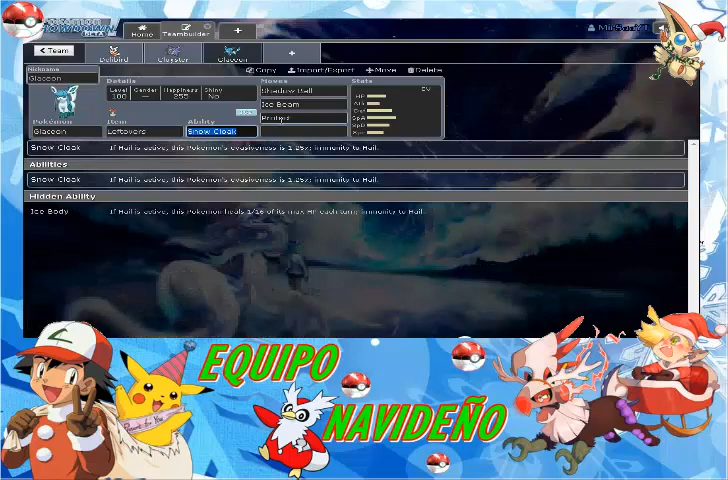 Pokémon
SHOWDOWN
BETA
Home
Teambuilder
+
< Team
Delibird
Cloyster
Glaceon
+
Copy Import/Export Move Delete
Nickname
Glaceon
Details
Level Gender Happiness Shiny
100 — 255 No
Moves
Shadow Ball
Ice Beam
Protect
Stats
EV
HP
Atk
Def
SpA
SpD
Spe
Pokémon Item Ability
Glaceon Leftovers Snow Cloak
Snow Cloak If Hail is active, this Pokemon's evasiveness is 1.25x; immunity to Hail.
Abilities
Snow Cloak If Hail is active, this Pokemon's evasiveness is 1.25x; immunity to Hail.
Hidden Ability
Ice Body If Hail is active, this Pokemon heals 1/16 of its max HP each turn; immunity to Hail.
EQUIPO
NAVIDEÑO